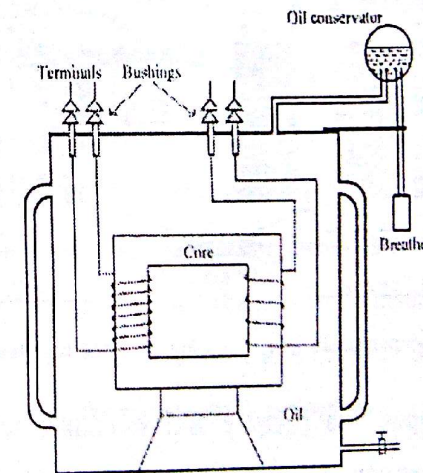 Oil conservator
Terminals Bushings
Breathe
Core
Oil